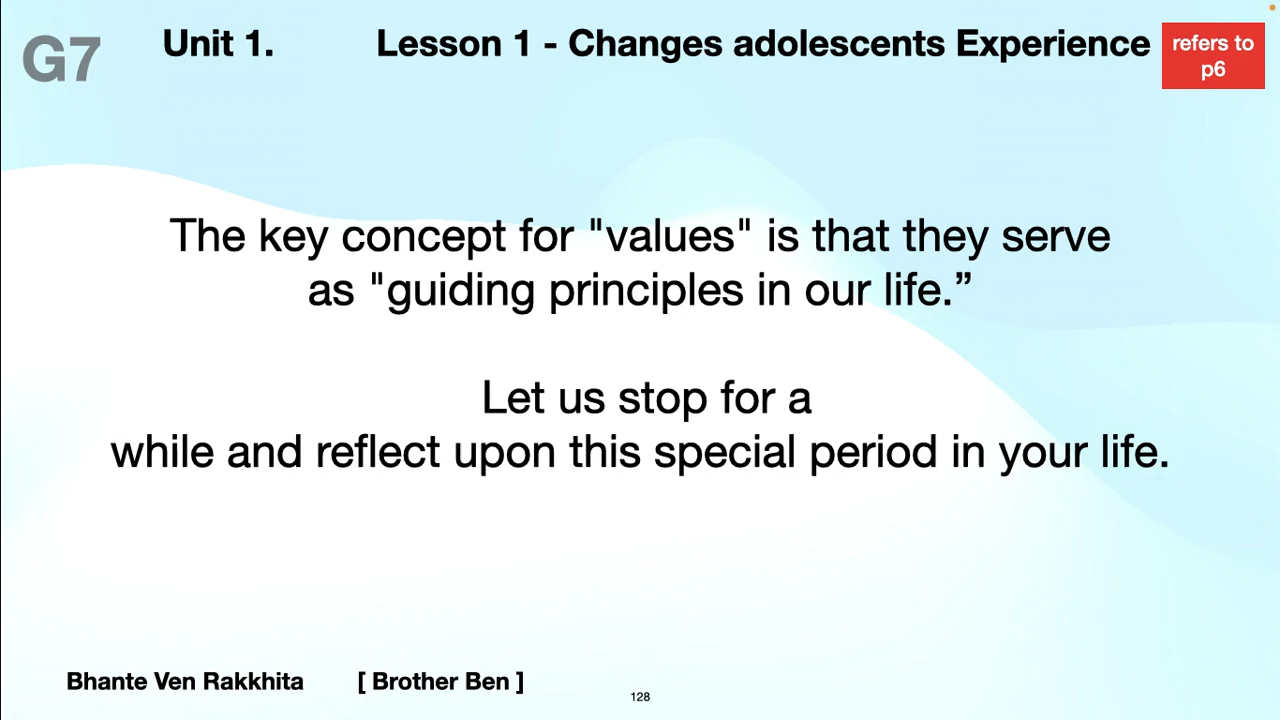 G7
Unit 1.
Lesson 1 - Changes adolescents Experience
refers to
p6
The key concept for "values" is that they serve
as "guiding principles in our life.”
Let us stop for a
while and reflect upon this special period in your life.
Bhante Ven Rakkhita
[ Brother Ben ]
128